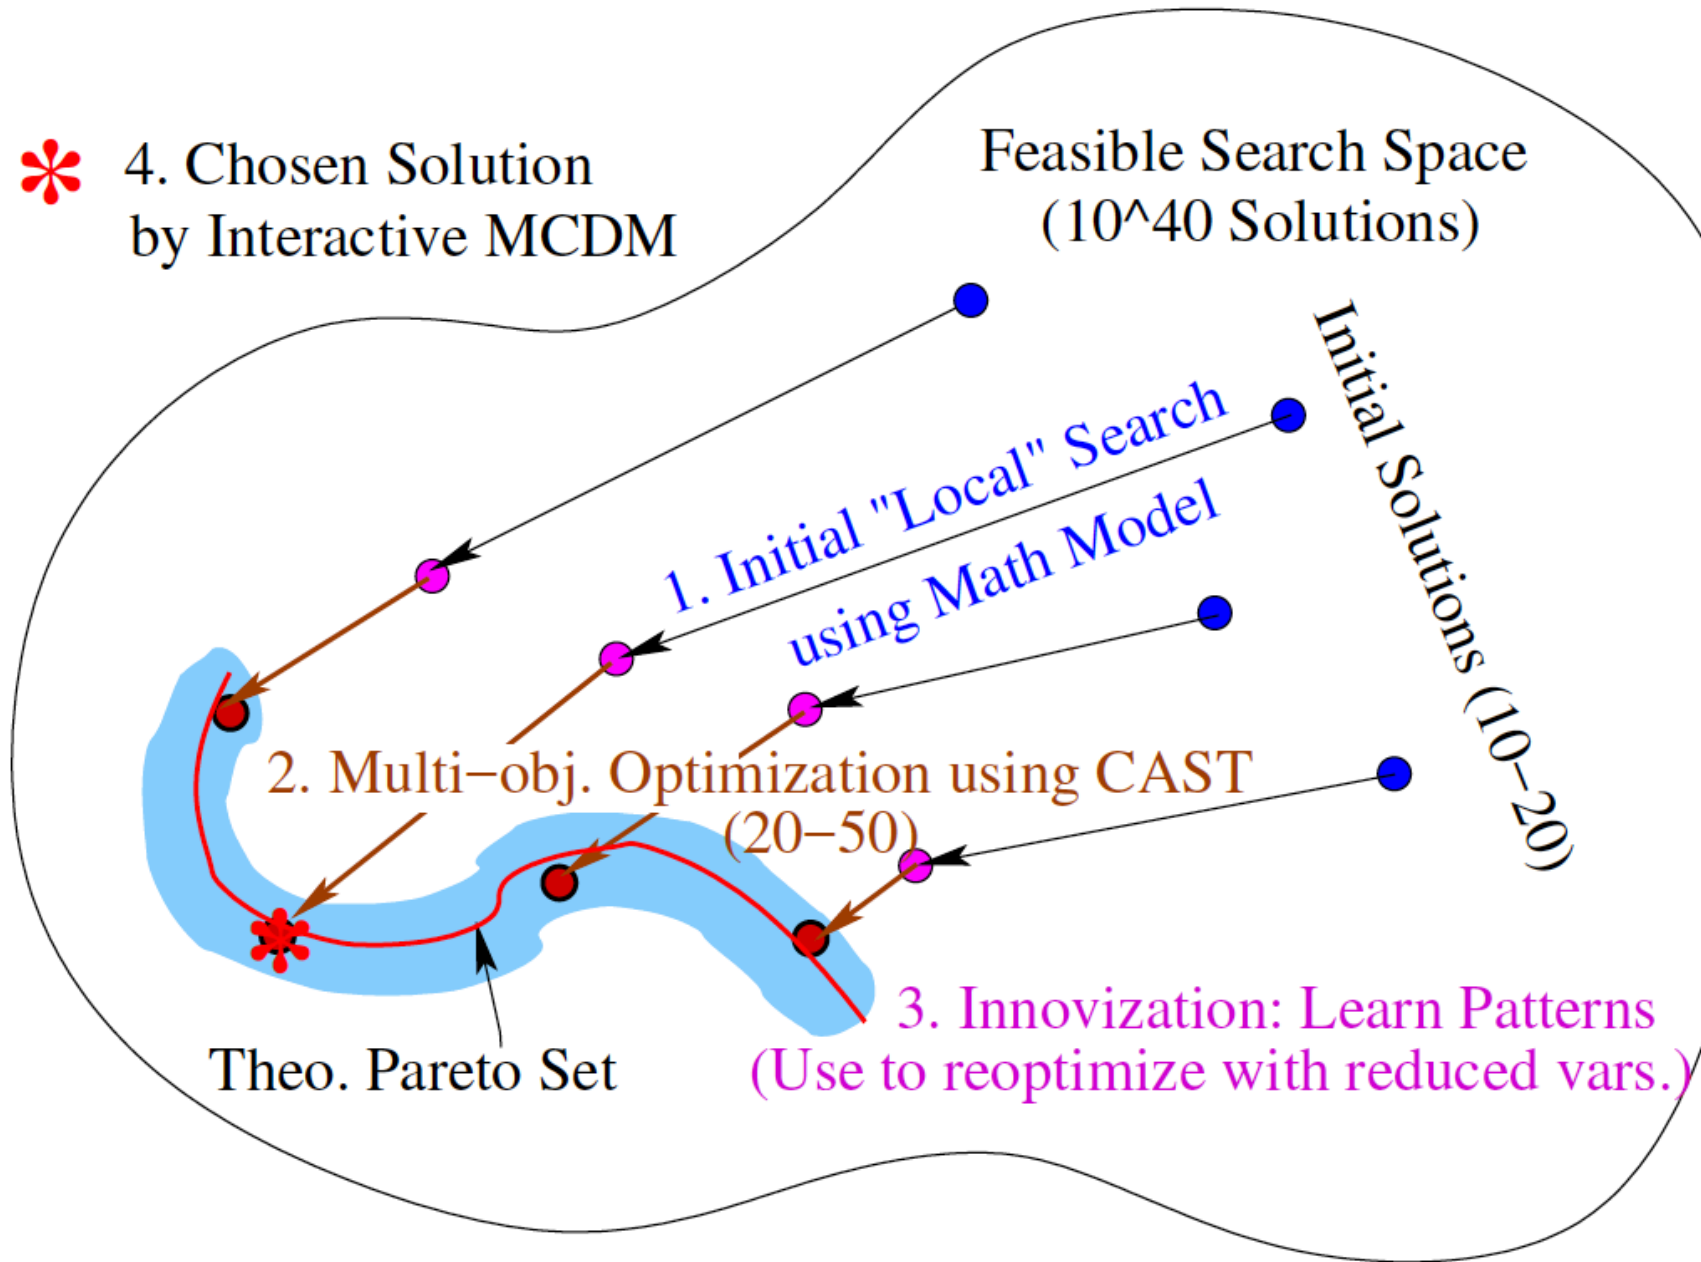 4. Chosen Solution
by Interactive MCDM
Feasible Search Space
(10^40 Solutions)
Initial Solutions (10−20)
1. Initial "Local" Search
using Math Model
2. Multi−obj. Optimization using CAST
(20−50)
3. Innovization: Learn Patterns
(Use to reoptimize with reduced vars.)
Theo. Pareto Set